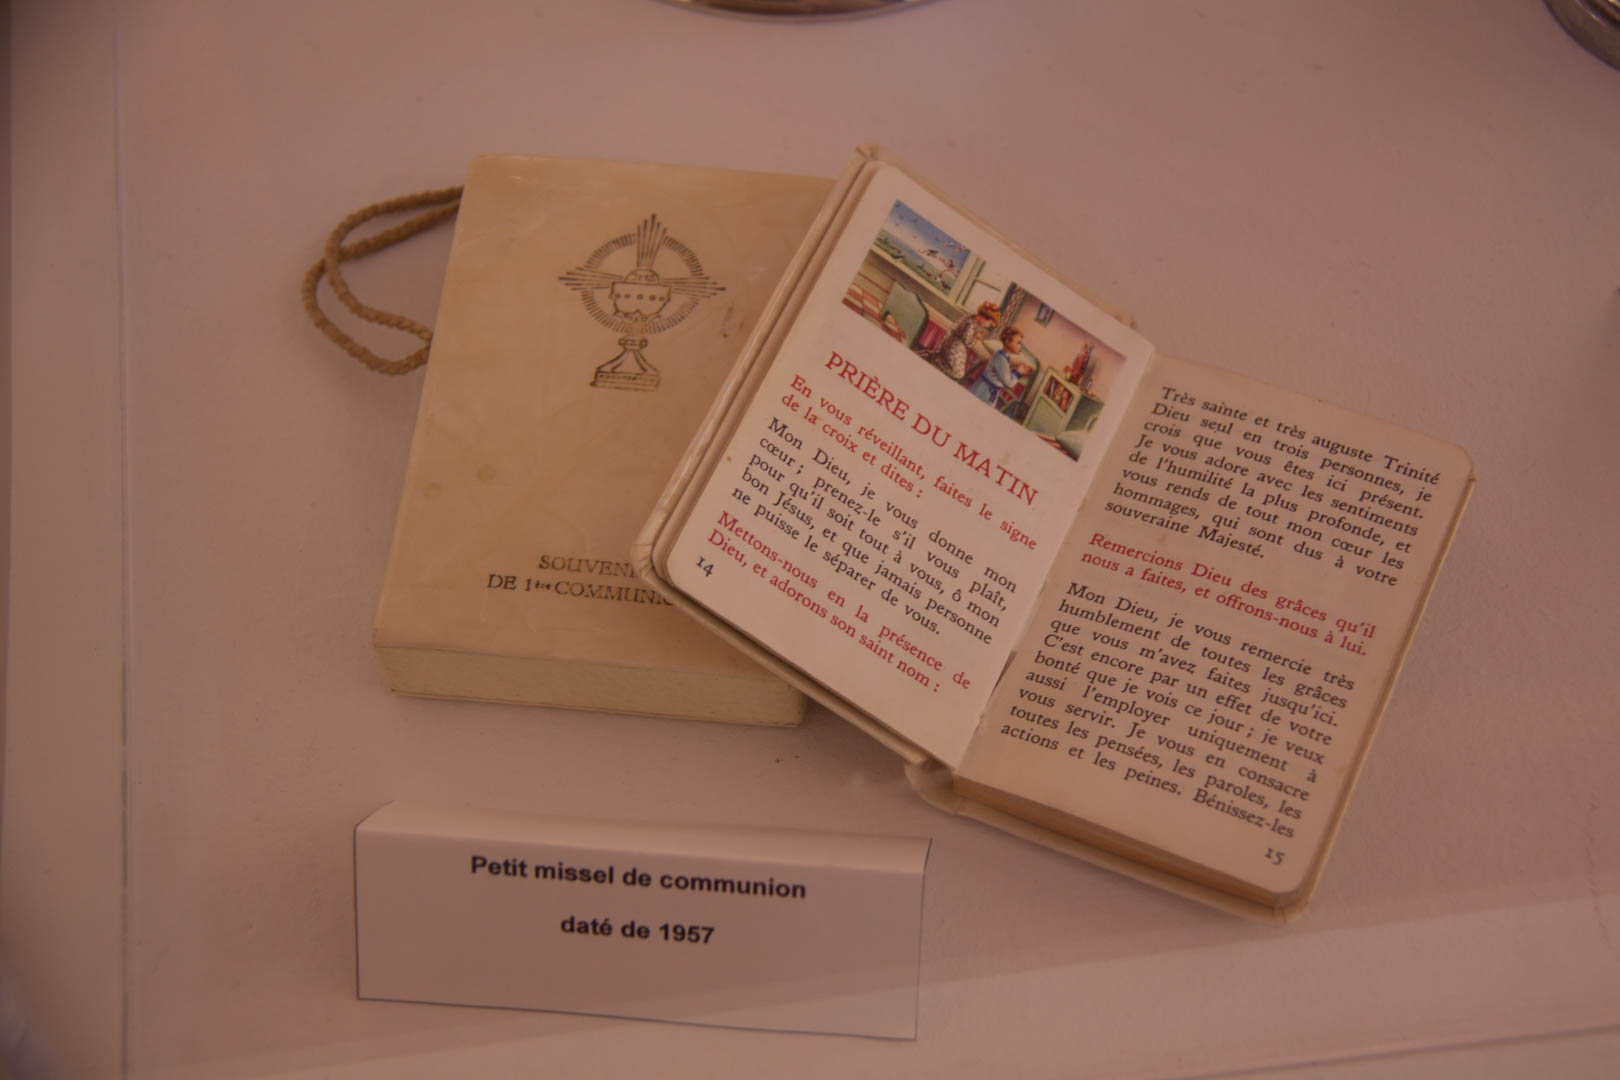 JHS
SOUVENI
DE 1ère COMMUNI
PRIÈRE DU MATIN
En vous réveillant, faites le signe
de la croix et dites :
Mon Dieu, je vous donne mon
cœur ; prenez-le s'il vous plaît,
pour qu'il soit tout à vous, ô mon
bon Jésus, et que jamais personne
ne puisse le séparer de vous.
Mettons-nous en la présence de
Dieu, et adorons son saint nom :
14
Très sainte et très auguste Trinité
Dieu seul en trois personnes, je
crois que vous êtes ici présent.
Je vous adore avec les sentiments
de l'humilité la plus profonde, et
vous rends de tout mon cœur les
hommages, qui sont dus à votre
souveraine Majesté.
Remercions Dieu des grâces qu'il
nous a faites, et offrons-nous à lui.
Mon Dieu, je vous remercie très
humblement de toutes les grâces
que vous m'avez faites jusqu'ici.
C'est encore par un effet de votre
bonté que je vois ce jour ; je veux
aussi l'employer uniquement à
vous servir. Je vous en consacre
toutes les pensées, les paroles, les
actions et les peines. Bénissez-les
15
Petit missel de communion
daté de 1957